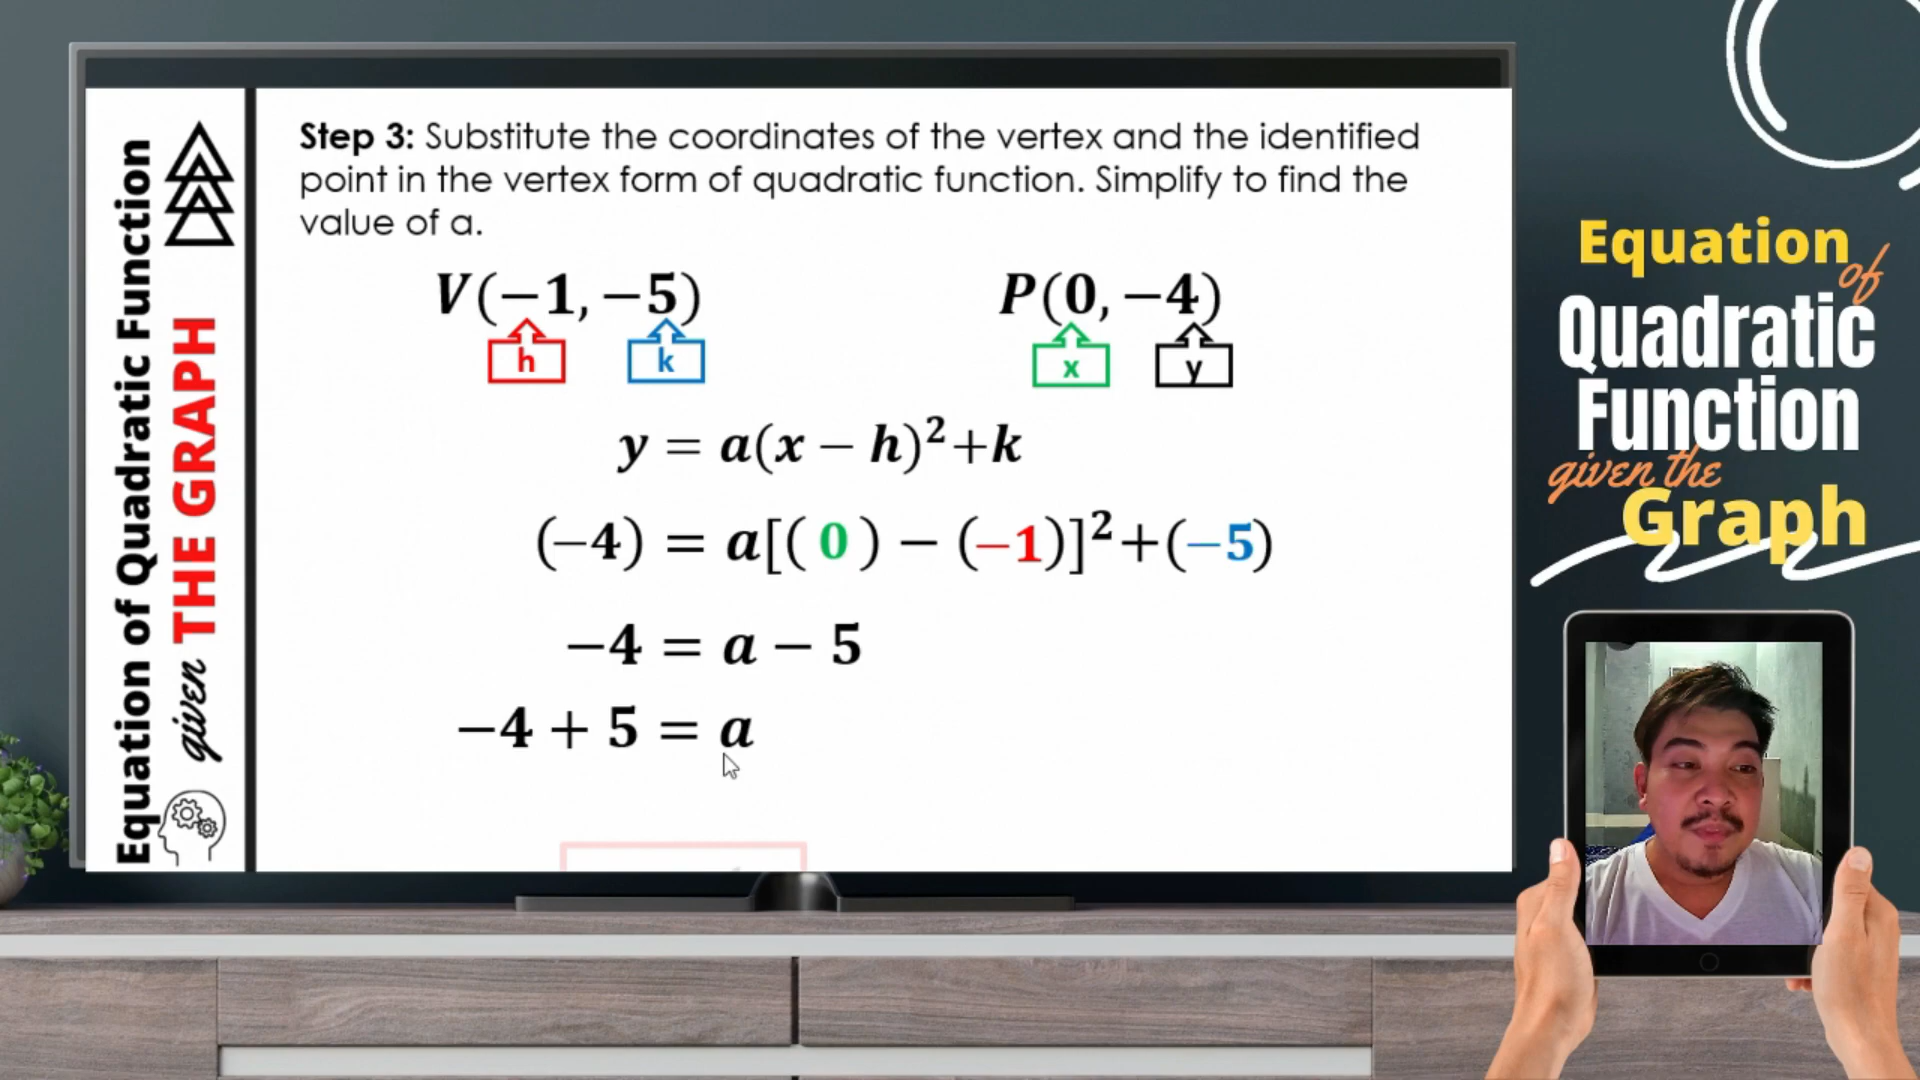 Equation of Quadratic Function
given THE GRAPH
Step 3: Substitute the coordinates of the vertex and the identified
point in the vertex form of quadratic function. Simplify to find the
value of a.
V(−1, −5)
h
k
P(0, −4)
x
y
y = a(x − h)²+k
(−4) = a[( 0 ) − (−1)]²+(−5)
−4 = a − 5
−4 + 5 = a
Equation
of
Quadratic
Function
given the
Graph